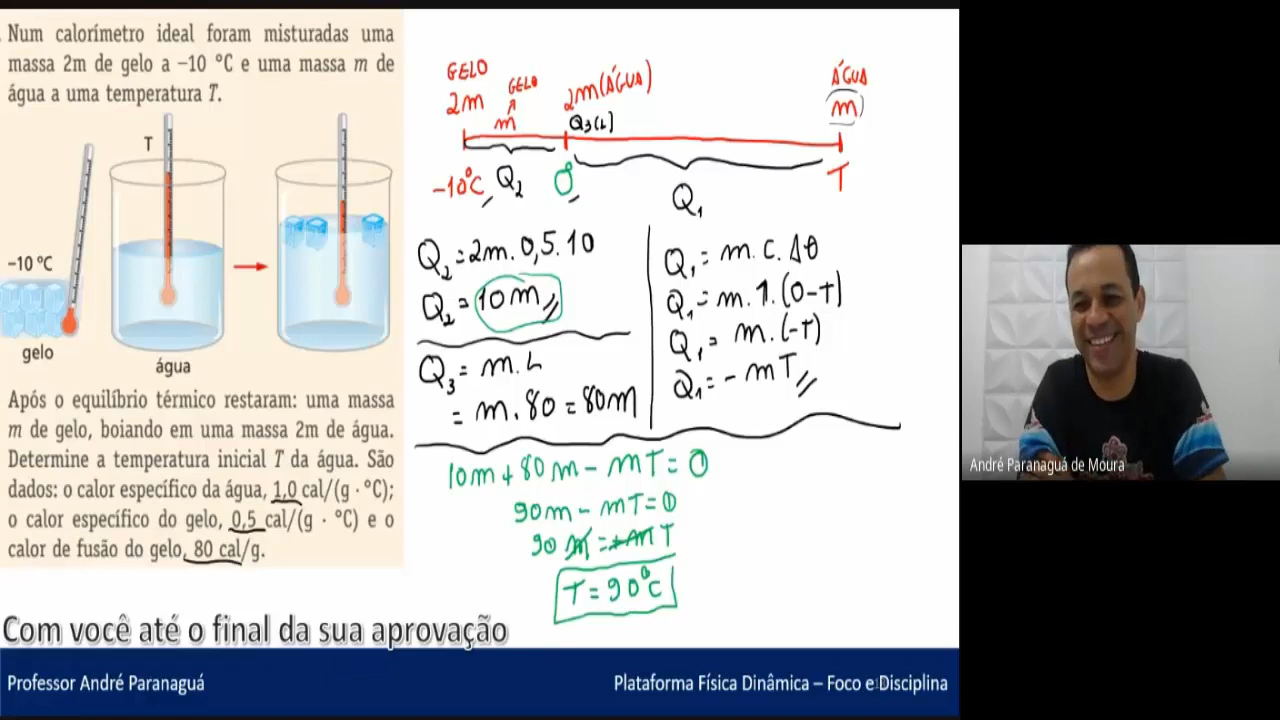 Num calorímetro ideal foram misturadas uma
massa 2m de gelo a –10 °C e uma massa m de
água a uma temperatura T.
T
–10 °C
gelo
água
Após o equilíbrio térmico restaram: uma massa
m de gelo, boiando em uma massa 2m de água.
Determine a temperatura inicial T da água. São
dados: o calor específico da água, 1,0 cal/(g · °C);
o calor específico do gelo, 0,5 cal/(g · °C) e o
calor de fusão do gelo, 80 cal/g.
GELO
2m
GELO
m
2m(ÁGUA)
Q3(L)
ÁGUA
m
-10°C
Q2
0°
Q1
T
Q2 = 2m. 0,5. 10
Q2 = 10m
Q3 = m. L
= m. 80 = 80m
Q1 = m. c. Δθ
Q1 = m. 1. (0-T)
Q1 = m. (-T)
Q1 = - mT
10m + 80m - mT = 0
90m - mT = 0
90 m = +m T
T = 90°C
Com você até o final da sua aprovação
Professor André Paranaguá
Plataforma Física Dinâmica – Foco e Disciplina
André Paranaguá de Moura